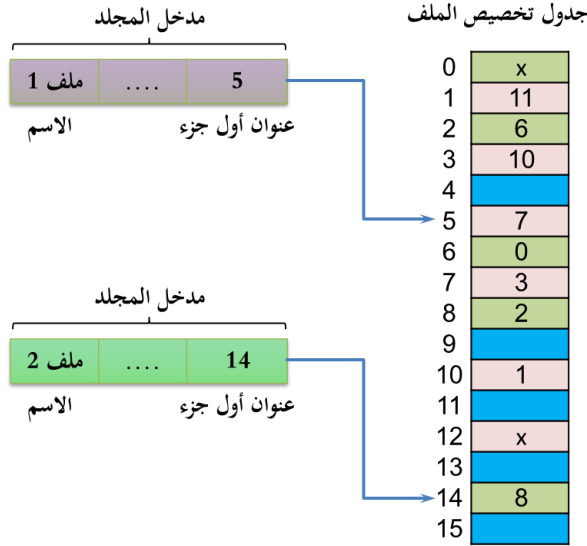 جدول تخصيص الملف
مدخل المجلد
ملف 1 .... 5
الاسم عنوان أول جزء
مدخل المجلد
ملف 2 .... 14
الاسم عنوان أول جزء
0 x
1 11
2 6
3 10
4
5 7
6 0
7 3
8 2
9
10 1
11
12 x
13
14 8
15